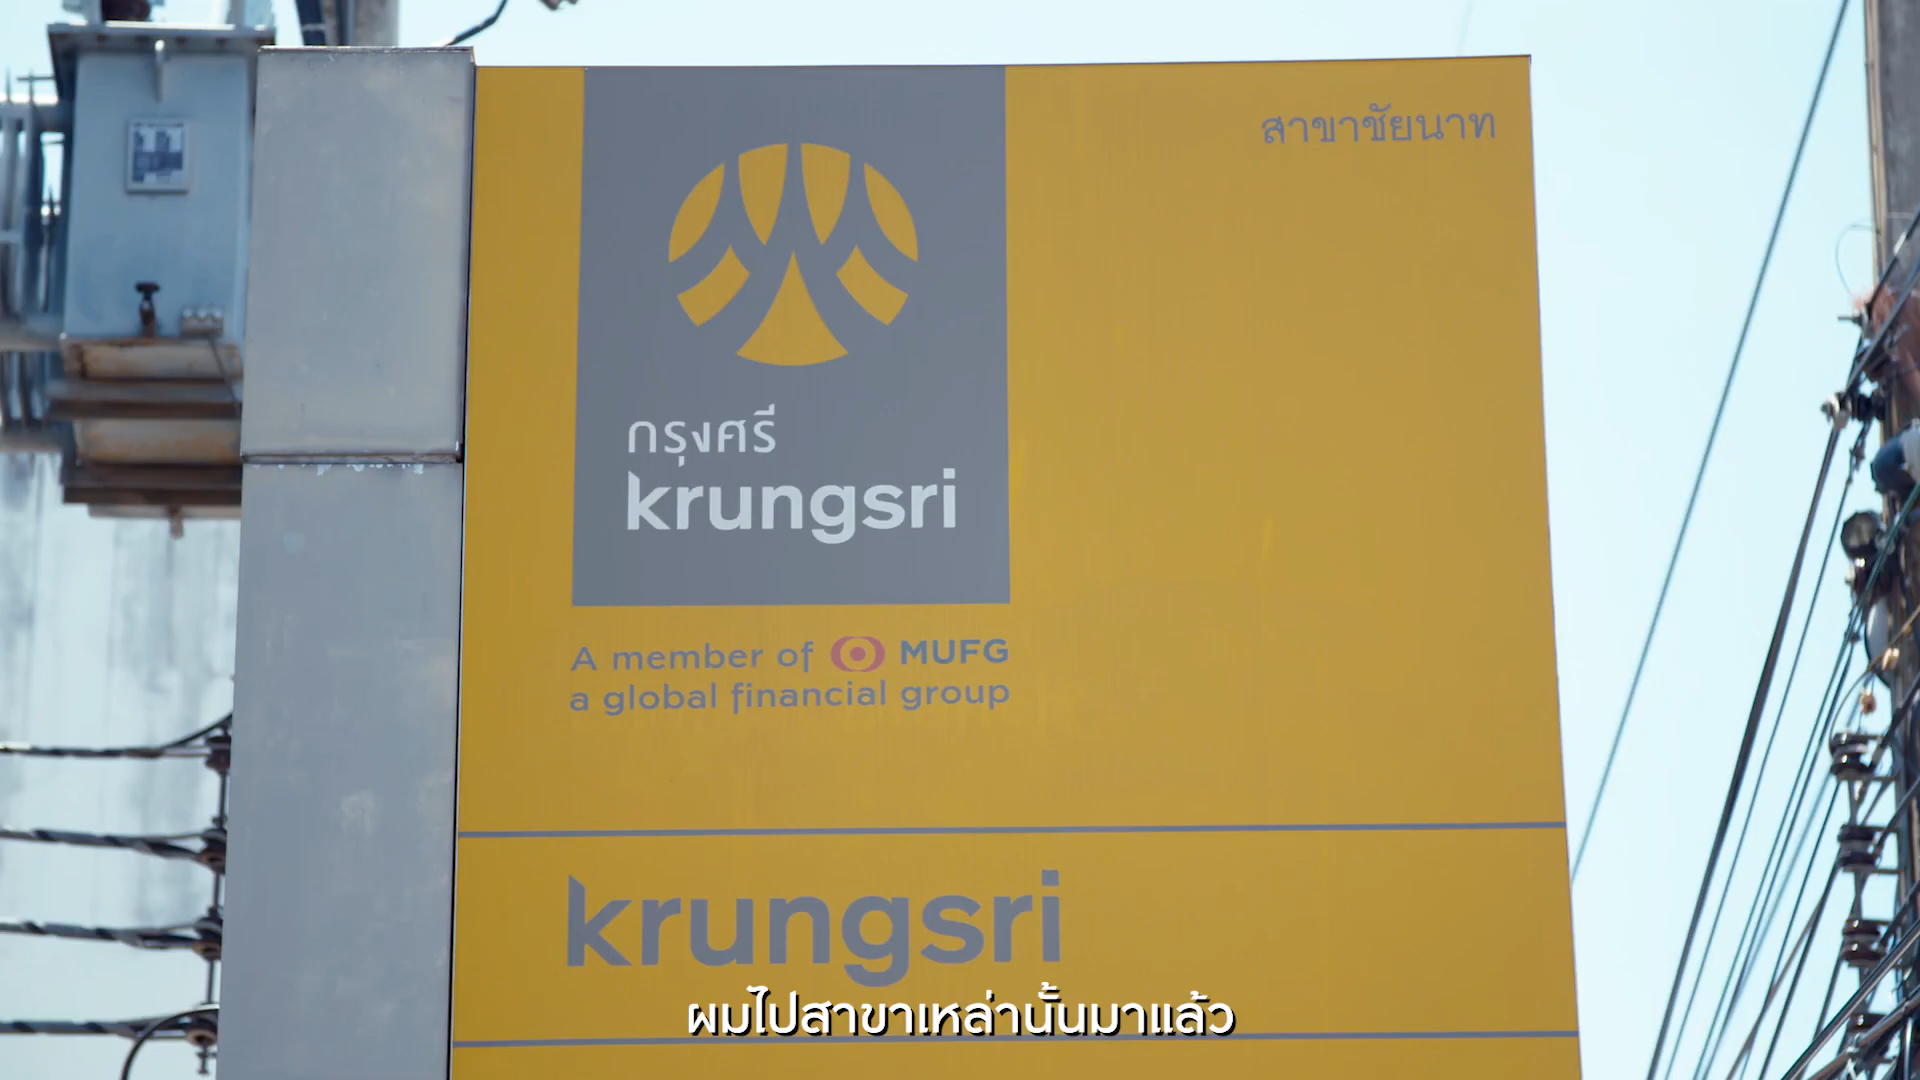 สาขาชัยนาท
กรุงศรี
krungsri
A member of MUFG
a global financial group
krungsri
ผมไปสาขาเหล่านั้นมาแล้ว